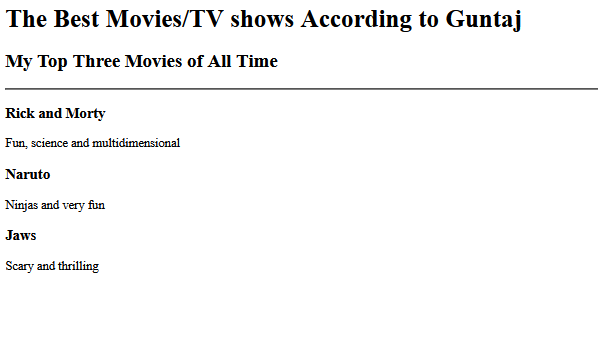 The Best Movies/TV shows According to Guntaj
My Top Three Movies of All Time
Rick and Morty
Fun, science and multidimensional
Naruto
Ninjas and very fun
Jaws
Scary and thrilling